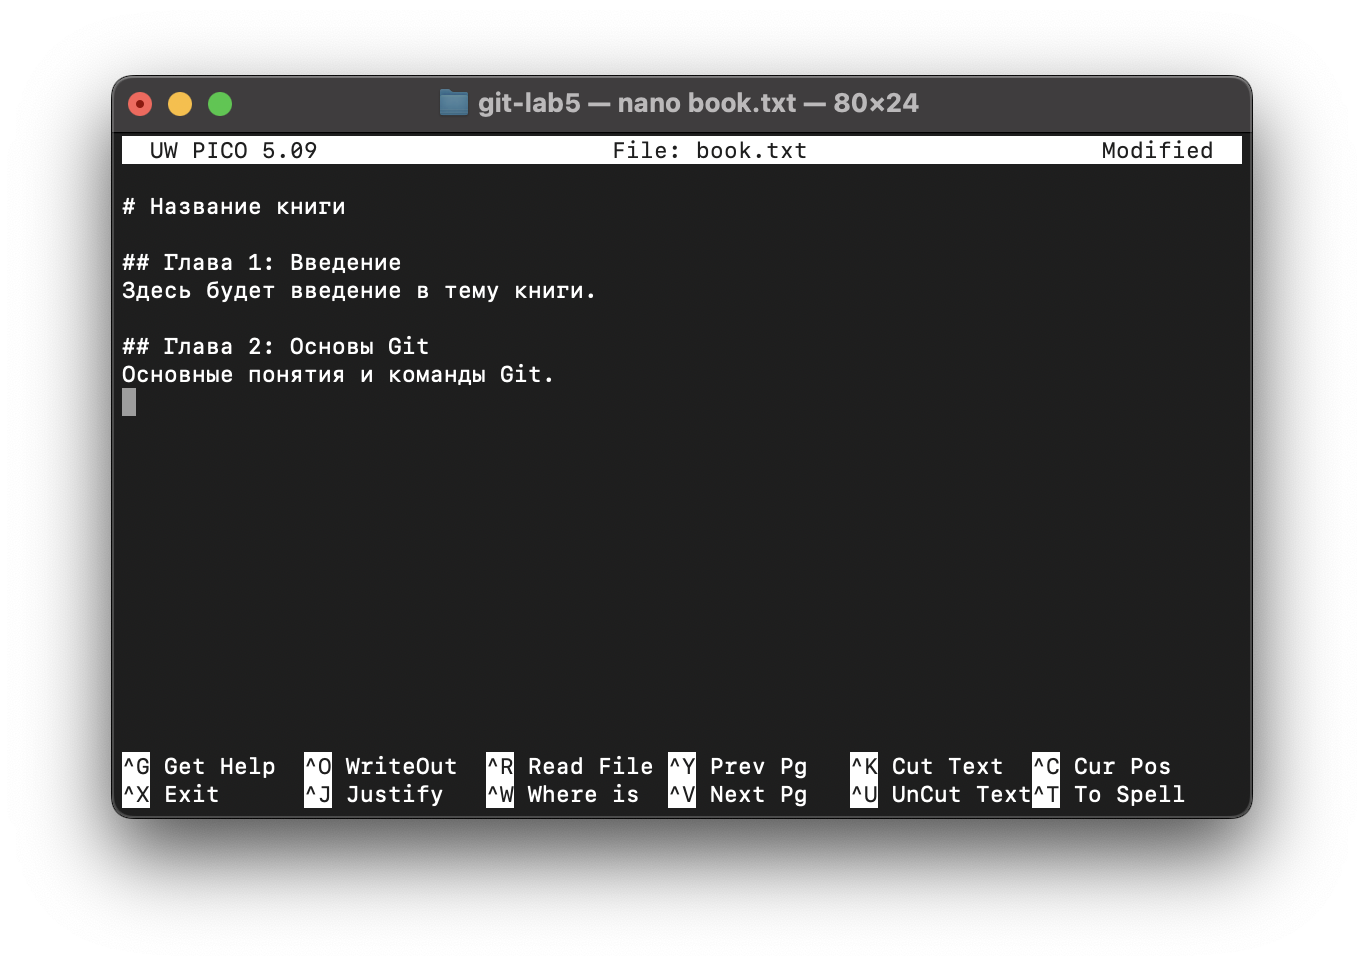 git-lab5 — nano book.txt — 80×24
UW PICO 5.09 File: book.txt Modified
# Название книги
## Глава 1: Введение
Здесь будет введение в тему книги.
## Глава 2: Основы Git
Основные понятия и команды Git.
^G Get Help ^O WriteOut ^R Read File ^Y Prev Pg ^K Cut Text ^C Cur Pos
^X Exit ^J Justify ^W Where is ^V Next Pg ^U UnCut Text ^T To Spell